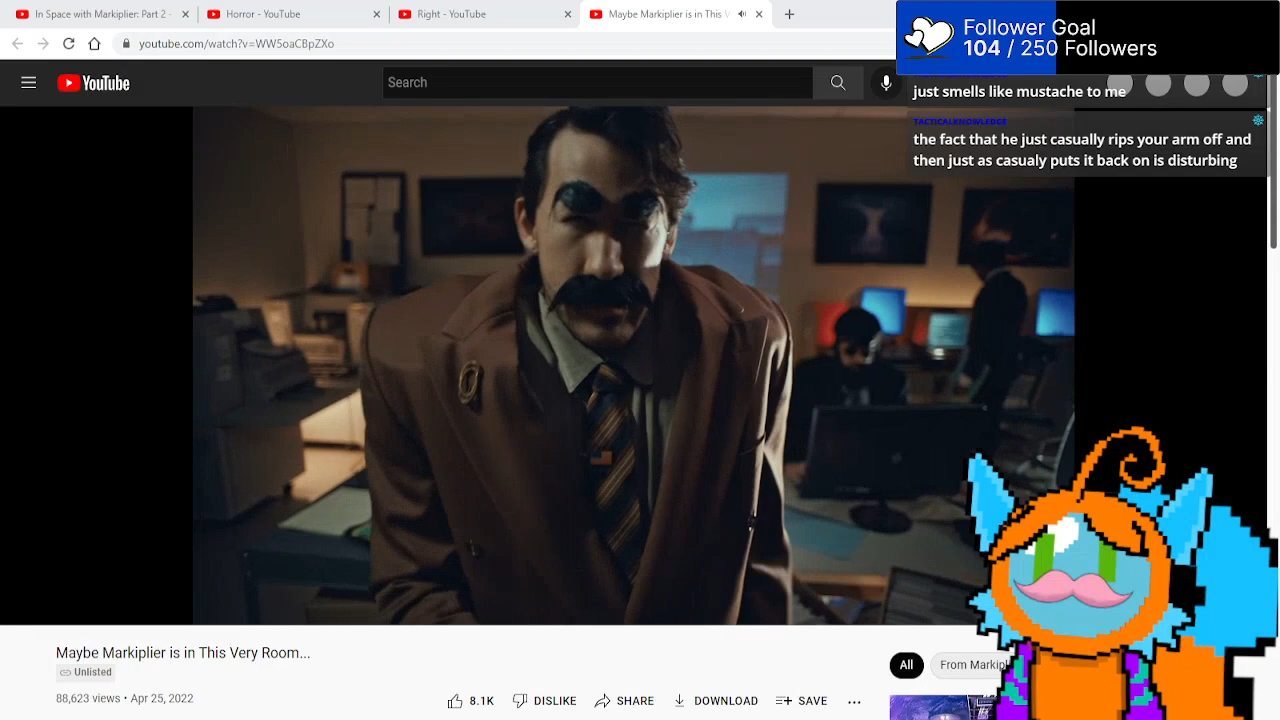 In Space with Markiplier: Part 2 -
Horror - YouTube
Right - YouTube
Maybe Markiplier is in This V
youtube.com/watch?v=WW5oaCBpZXo
YouTube
Search
Follower Goal
104 / 250 Followers
just smells like mustache to me
TACTICALKNOWLEDGE
the fact that he just casually rips your arm off and
then just as casualy puts it back on is disturbing
Maybe Markiplier is in This Very Room...
Unlisted
88,623 views • Apr 25, 2022
8.1K
DISLIKE
SHARE
DOWNLOAD
SAVE
All
From Markipl